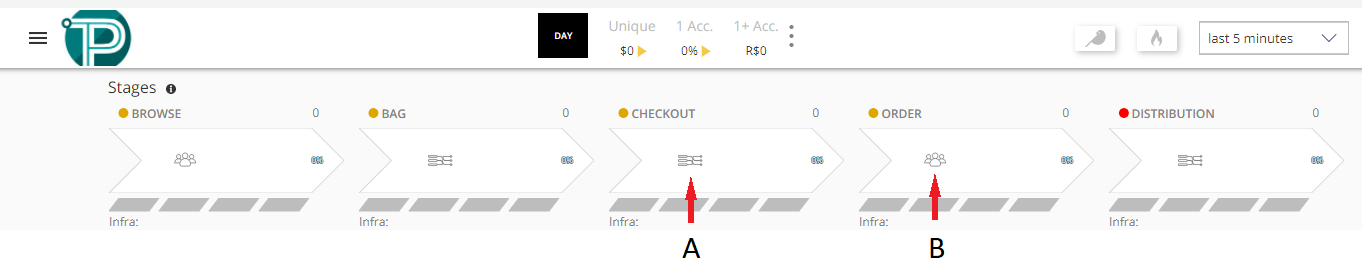 P
DAY
Unique 1 Acc. 1+ Acc.
$0 0% R$0
last 5 minutes
Stages i
BROWSE 0 BAG 0 CHECKOUT 0 ORDER 0 DISTRIBUTION 0
0% 0% 0% 0% 0%
Infra: Infra: Infra: Infra: Infra:
A B